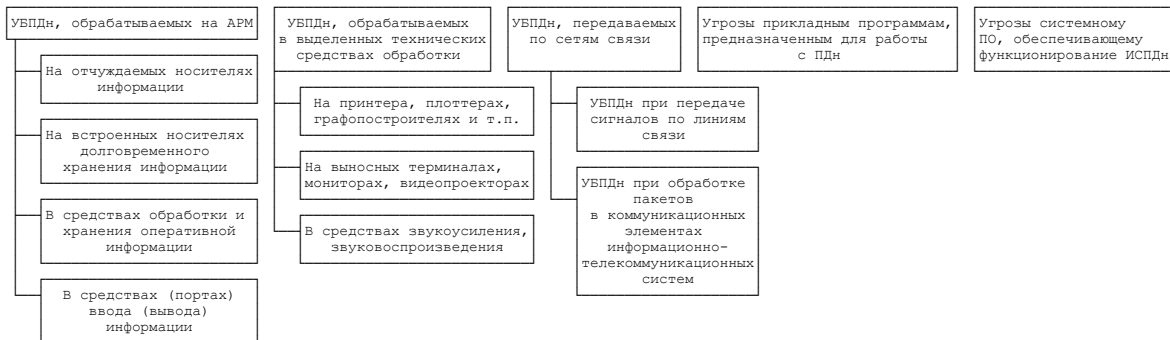 УБПДн, обрабатываемых на АРМ
На отчуждаемых носителях
информации
На встроенных носителях
долговременного
хранения информации
В средствах обработки и
хранения оперативной
информации
В средствах (портах)
ввода (вывода)
информации
УБПДн, обрабатываемых
в выделенных технических
средствах обработки
На принтера, плоттерах,
графопостроителях и т.п.
На выносных терминалах,
мониторах, видеопроекторах
В средствах звукоусиления,
звуковоспроизведения
УБПДн, передаваемых
по сетям связи
УБПДн при передаче
сигналов по линиям
связи
УБПДн при обработке
пакетов
в коммуникационных
элементах
информационно-
телекоммуникационных
систем
Угрозы прикладным программам,
предназначенным для работы
с ПДн
Угрозы системному
ПО, обеспечивающему
функционирование ИСПДн